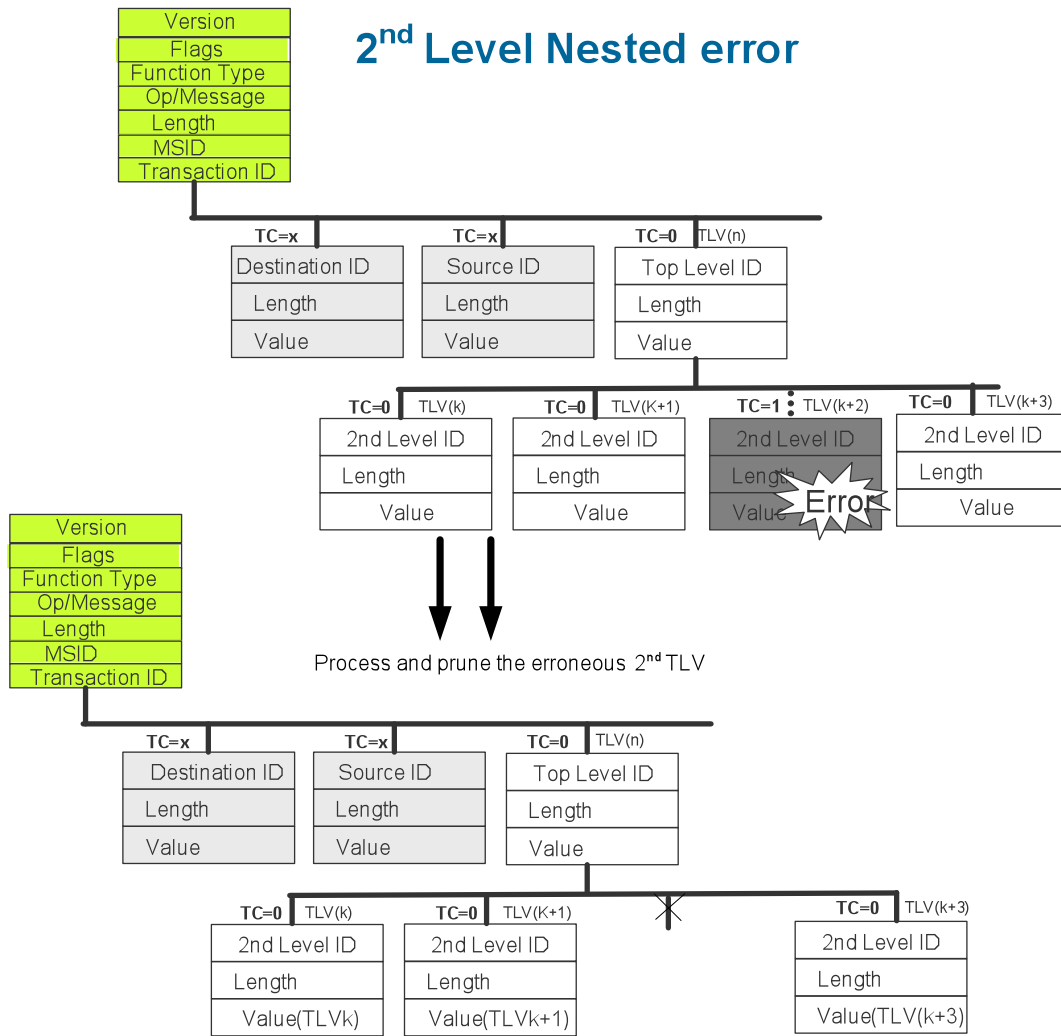 2nd Level Nested error
Version
Flags
Function Type
Op/Message
Length
MSID
Transaction ID
TC=x
TC=x
TC=0 TLV(n)
Destination ID
Length
Value
Source ID
Length
Value
Top Level ID
Length
Value
TC=0 TLV(k)
TC=0 TLV(K+1)
TC=1 TLV(k+2)
TC=0 TLV(k+3)
2nd Level ID
Length
Value
2nd Level ID
Length
Value
2nd Level ID
Length
Value
Error
2nd Level ID
Length
Value
Process and prune the erroneous 2nd TLV
Version
Flags
Function Type
Op/Message
Length
MSID
Transaction ID
TC=x
TC=x
TC=0 TLV(n)
Destination ID
Length
Value
Source ID
Length
Value
Top Level ID
Length
Value
TC=0 TLV(k)
TC=0 TLV(K+1)
TC=0 TLV(k+3)
2nd Level ID
Length
Value(TLVk)
2nd Level ID
Length
Value(TLVk+1)
2nd Level ID
Length
Value(TLV(k+3)